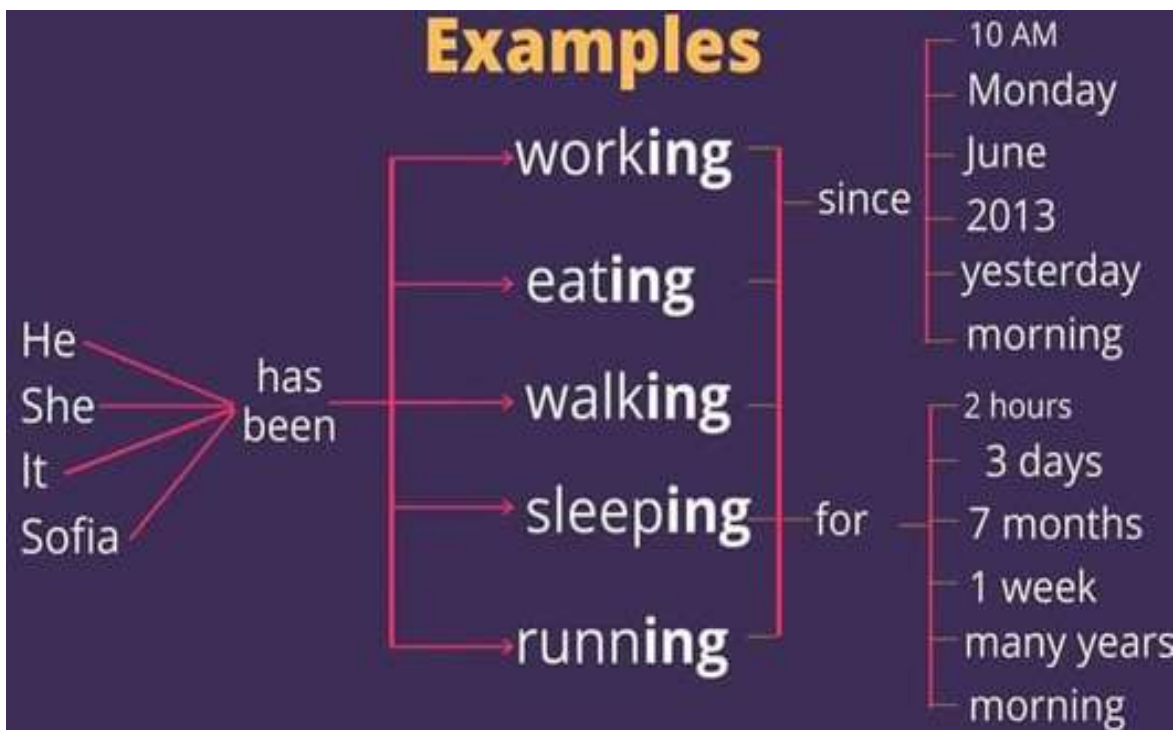 Examples
He
She
It
Sofia
has
been
working
eating
walking
sleeping
running
since
10 AM
Monday
June
2013
yesterday
morning
for
2 hours
3 days
7 months
1 week
many years
morning